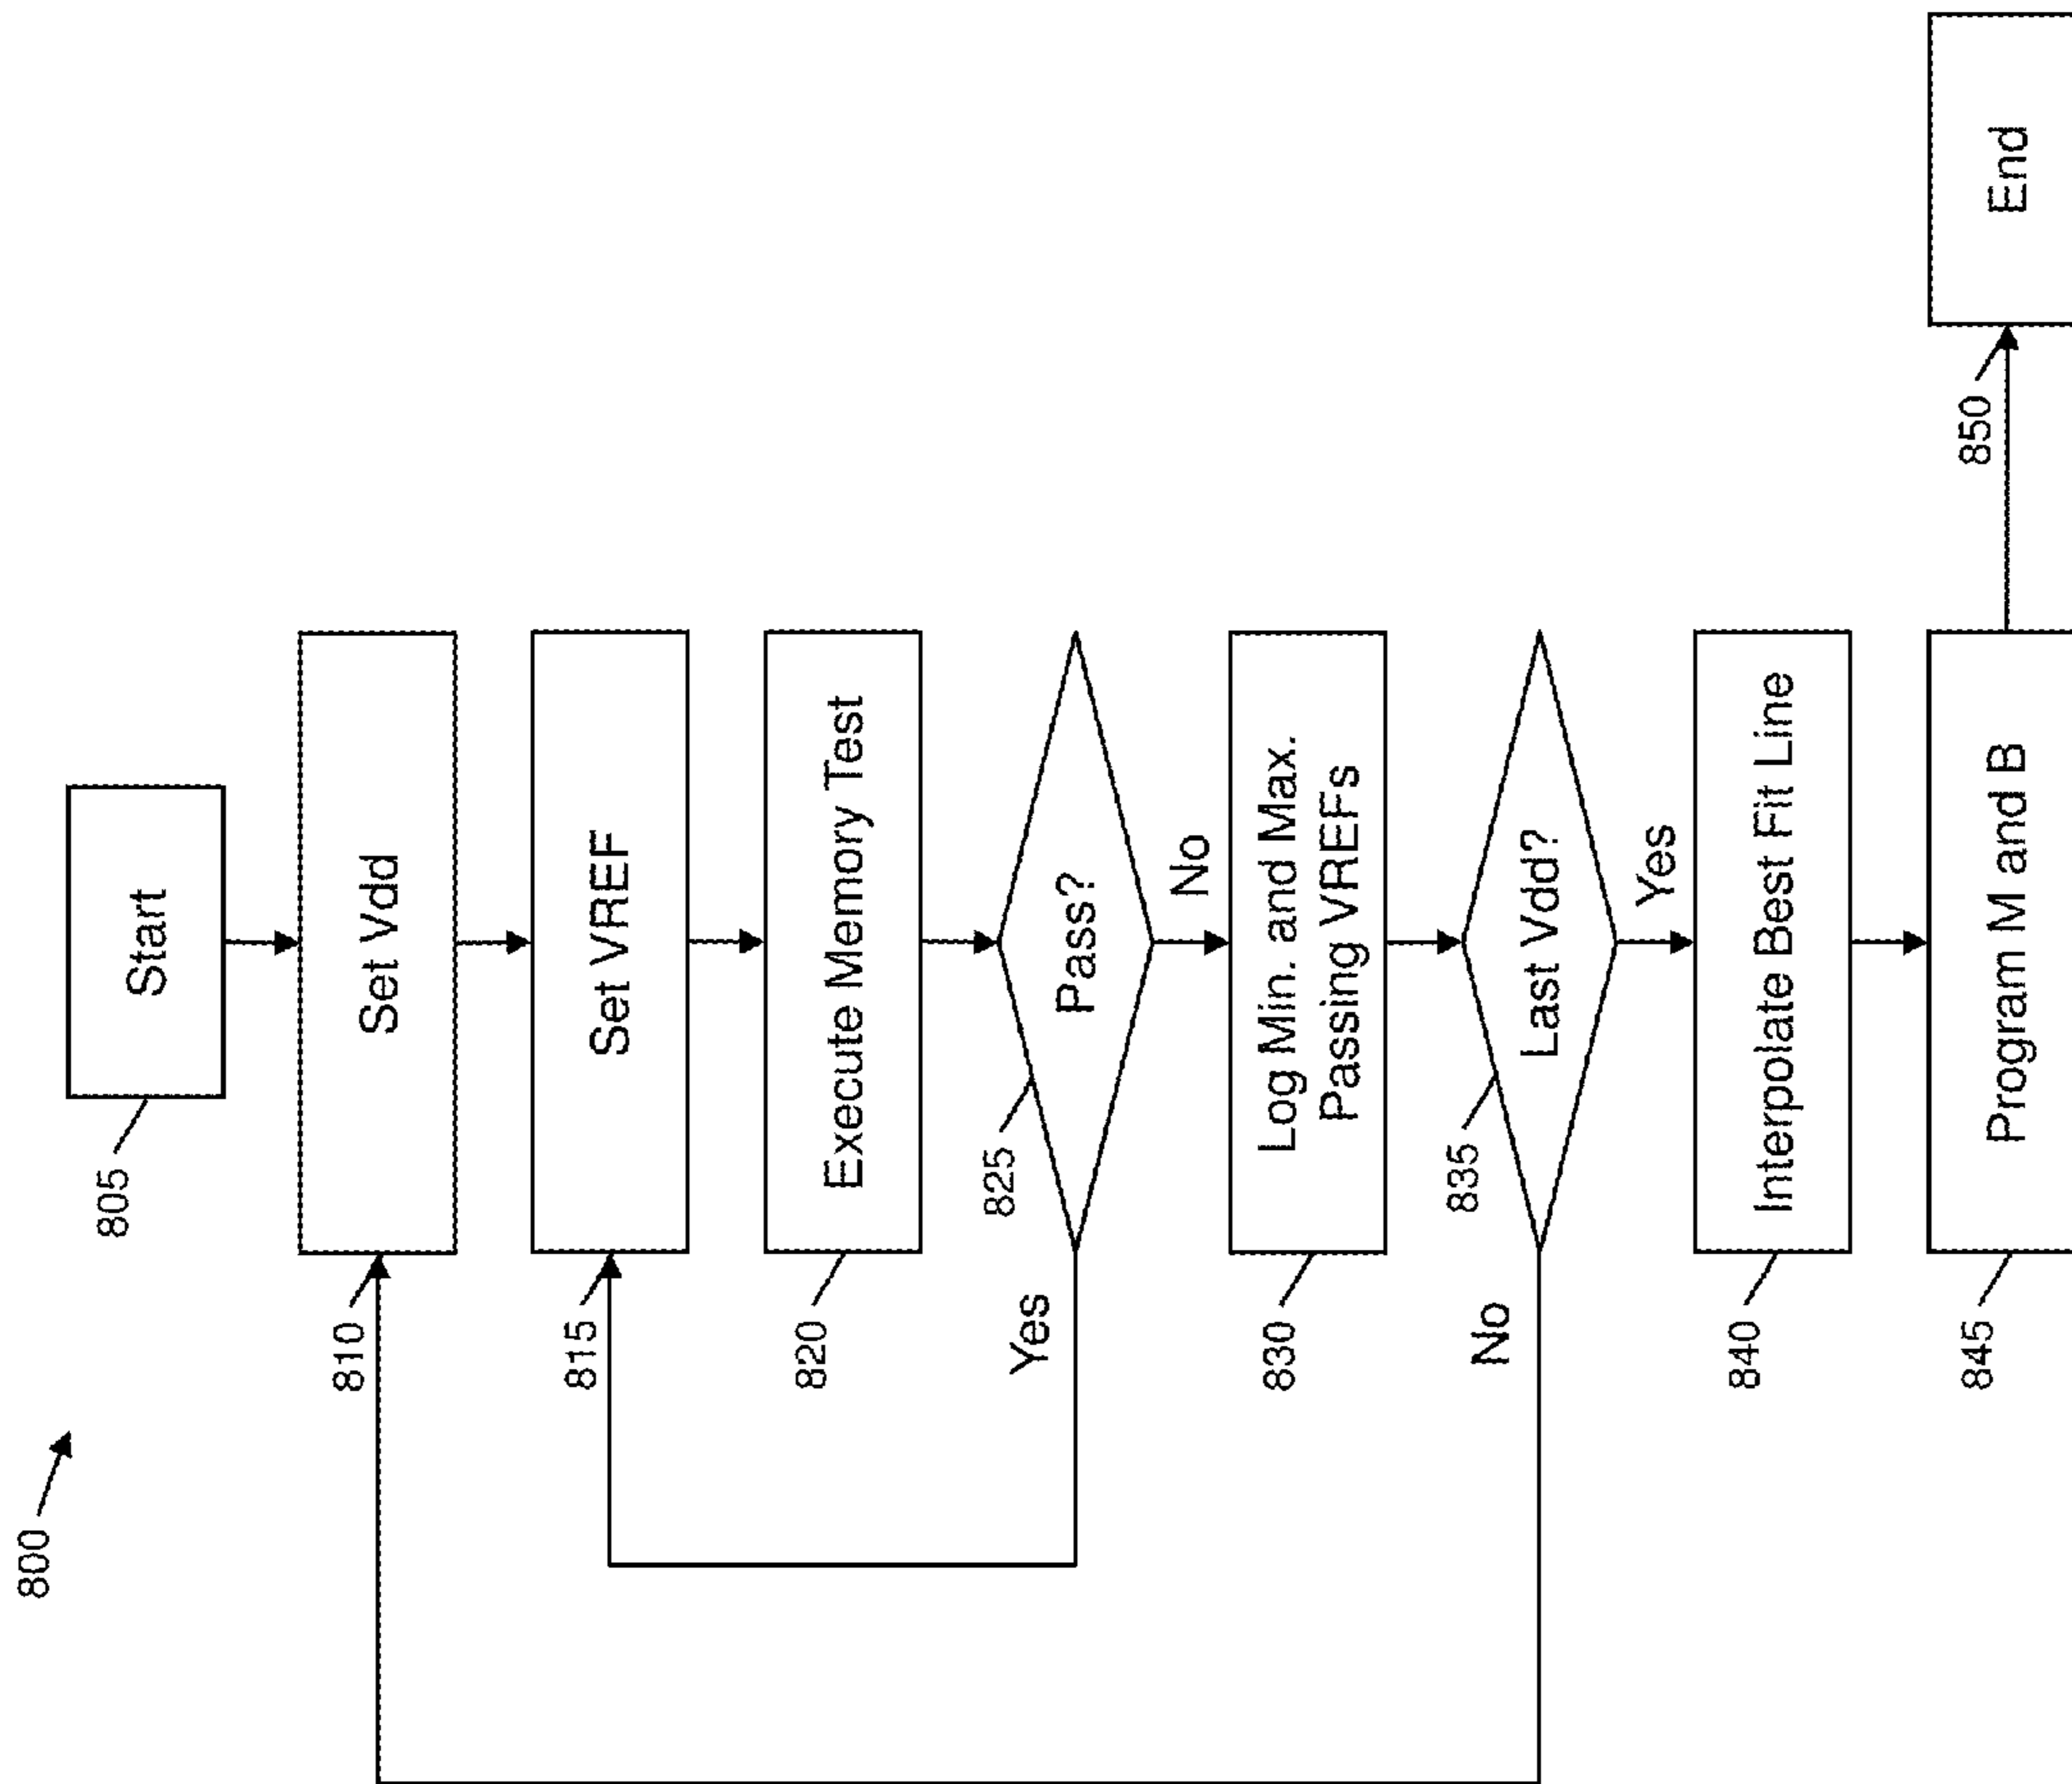 800
805
Start
810
Set Vdd
815
Set VREF
820
Execute Memory Test
825
Pass?
Yes
No
830
Log Min. and Max.
Passing VREFs
835
Last Vdd?
No
Yes
840
Interpolate Best Fit Line
845
Program M and B
850
End